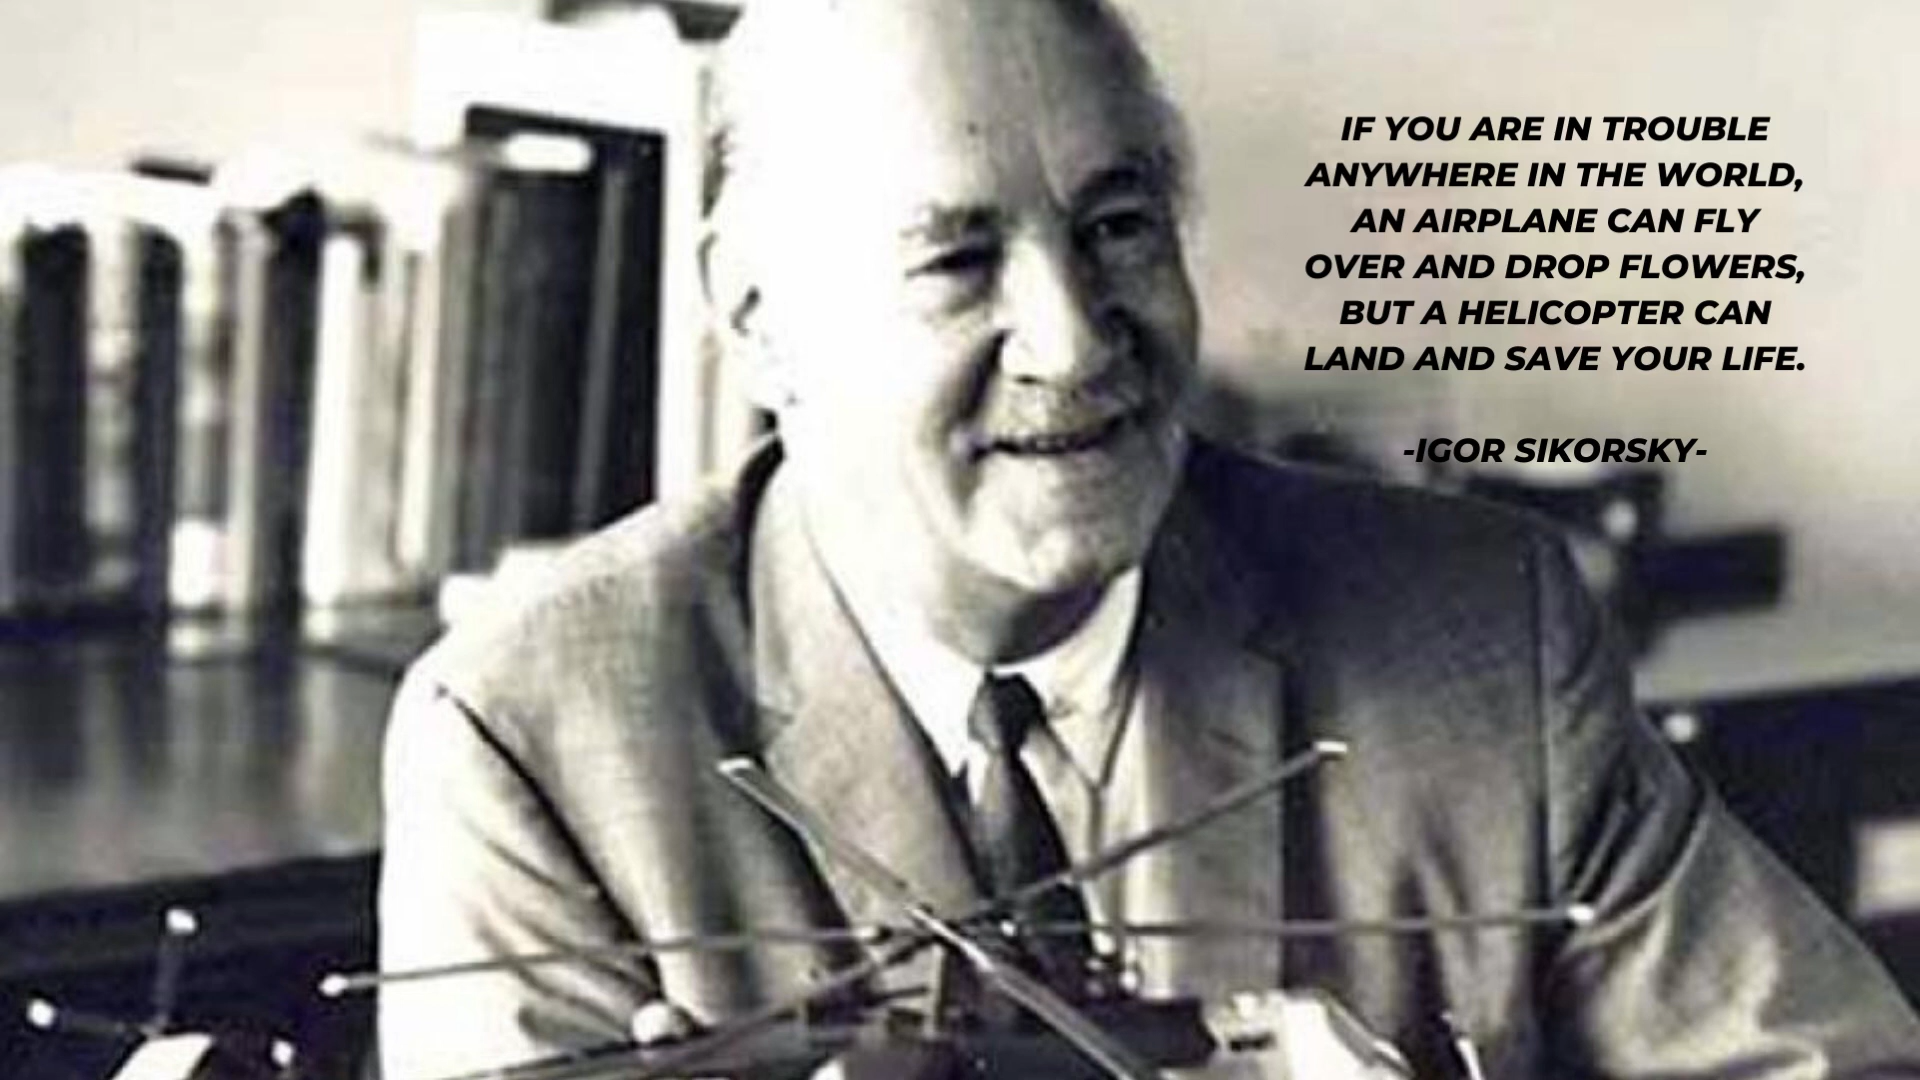 IF YOU ARE IN TROUBLE
ANYWHERE IN THE WORLD,
AN AIRPLANE CAN FLY
OVER AND DROP FLOWERS,
BUT A HELICOPTER CAN
LAND AND SAVE YOUR LIFE.
-IGOR SIKORSKY-